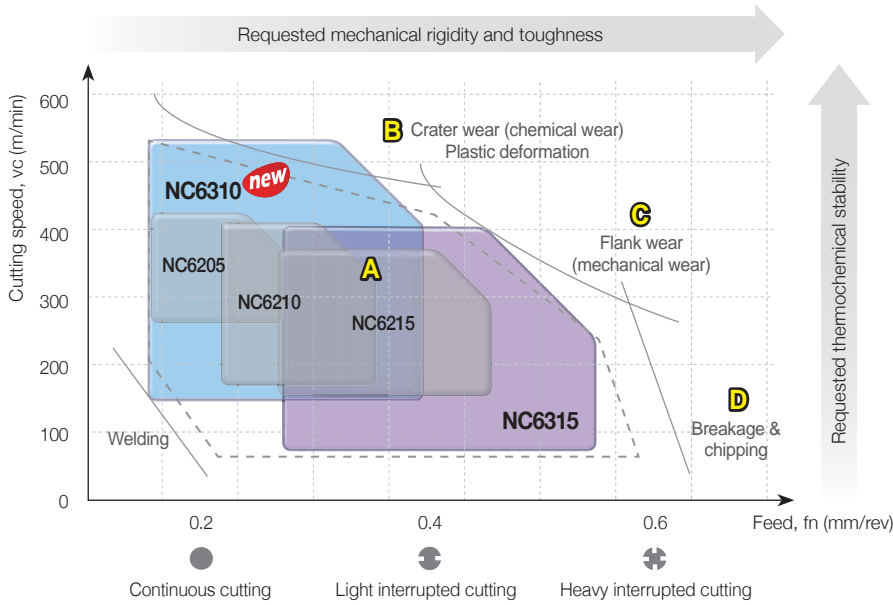 Requested mechanical rigidity and toughness
Cutting speed, vc (m/min)
600
500
400
300
200
100
0
B
Crater wear (chemical wear)
Plastic deformation
NC6310
new
C
Flank wear
(mechanical wear)
NC6205
A
NC6210
NC6215
D
Breakage &
chipping
NC6315
Welding
Requested thermochemical stability
0.2
0.4
0.6
Feed, fn (mm/rev)
Continuous cutting
Light interrupted cutting
Heavy interrupted cutting